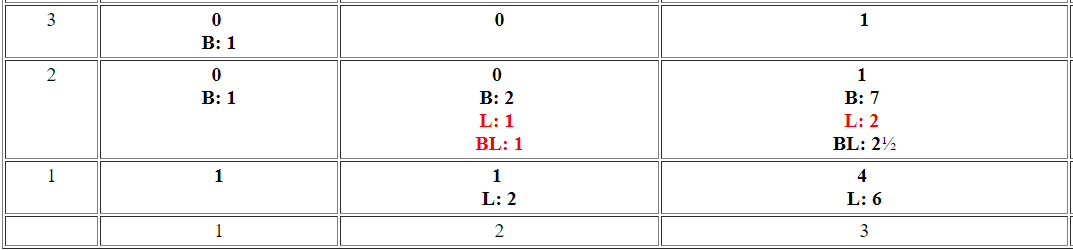 3 0 0 1
B: 1
2 0 0 1
B: 1 B: 2 B: 7
L: 1 L: 2
BL: 1 BL: 2½
1 1 1 4
L: 2 L: 6
1 2 3